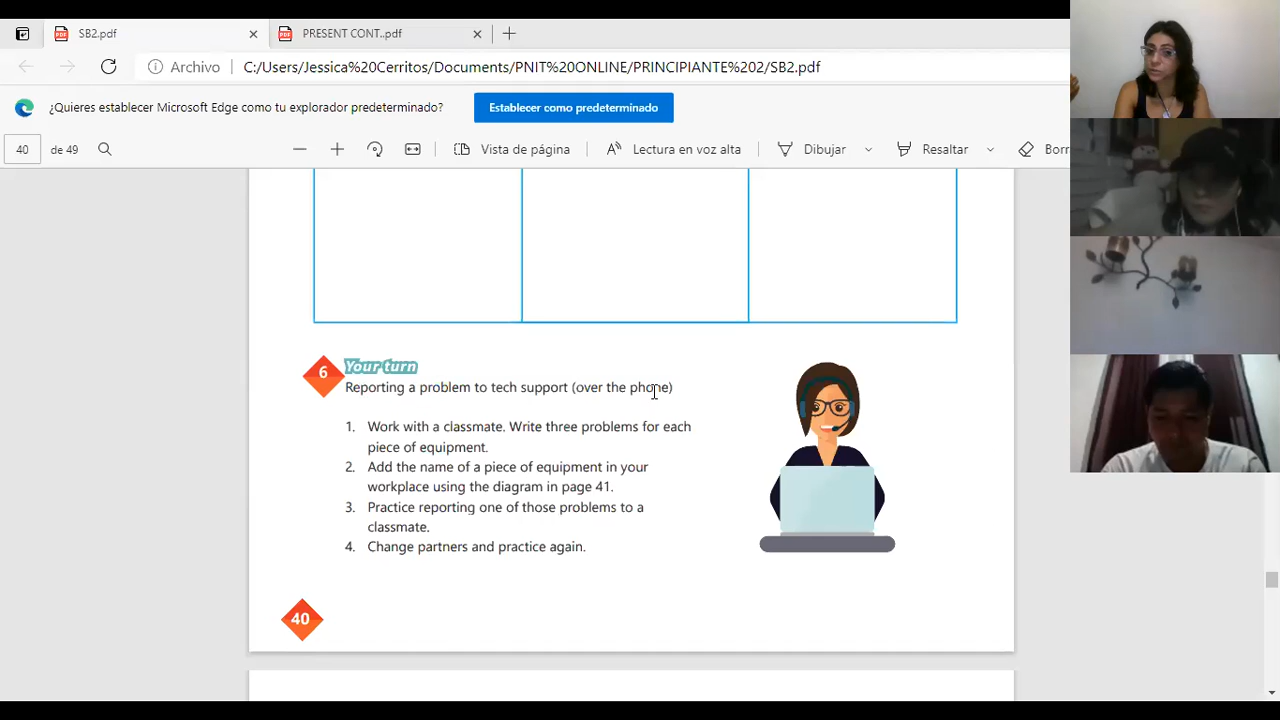 SB2.pdf
PRESENT CONT..pdf
Archivo C:/Users/Jessica%20Cerritos/Documents/PNIT%20ONLINE/PRINCIPIANTE%202/SB2.pdf
¿Quieres establecer Microsoft Edge como tu explorador predeterminado? Establecer como predeterminado
40 de 49 Vista de página Lectura en voz alta Dibujar Resaltar Borr
6 Your turn
Reporting a problem to tech support (over the phone)
1. Work with a classmate. Write three problems for each
piece of equipment.
2. Add the name of a piece of equipment in your
workplace using the diagram in page 41.
3. Practice reporting one of those problems to a
classmate.
4. Change partners and practice again.
40